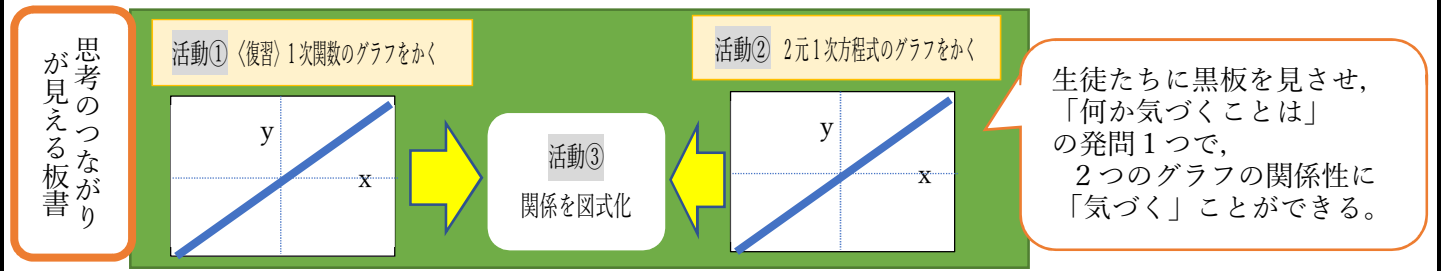 思考のつながり
が見える板書
活動①〈復習〉1次関数のグラフをかく
y
x
活動③
関係を図式化
活動② 2元1次方程式のグラフをかく
y
x
生徒たちに黒板を見させ,
「何か気づくことは」
の発問1つで,
2つのグラフの関係性に
「気づく」ことができる。